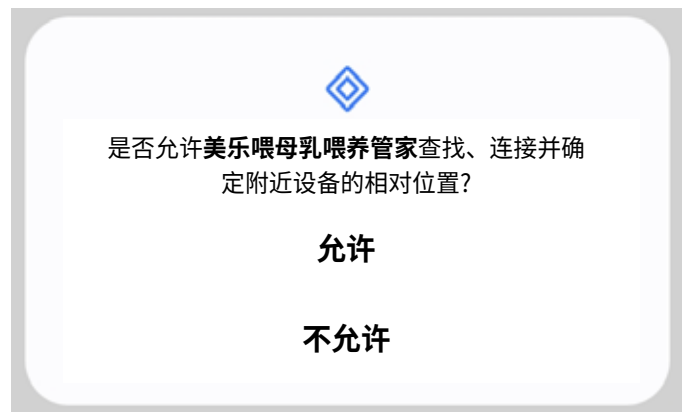 是否允许美乐喂母乳喂养管家查找、连接并确
定附近设备的相对位置?
允许
不允许